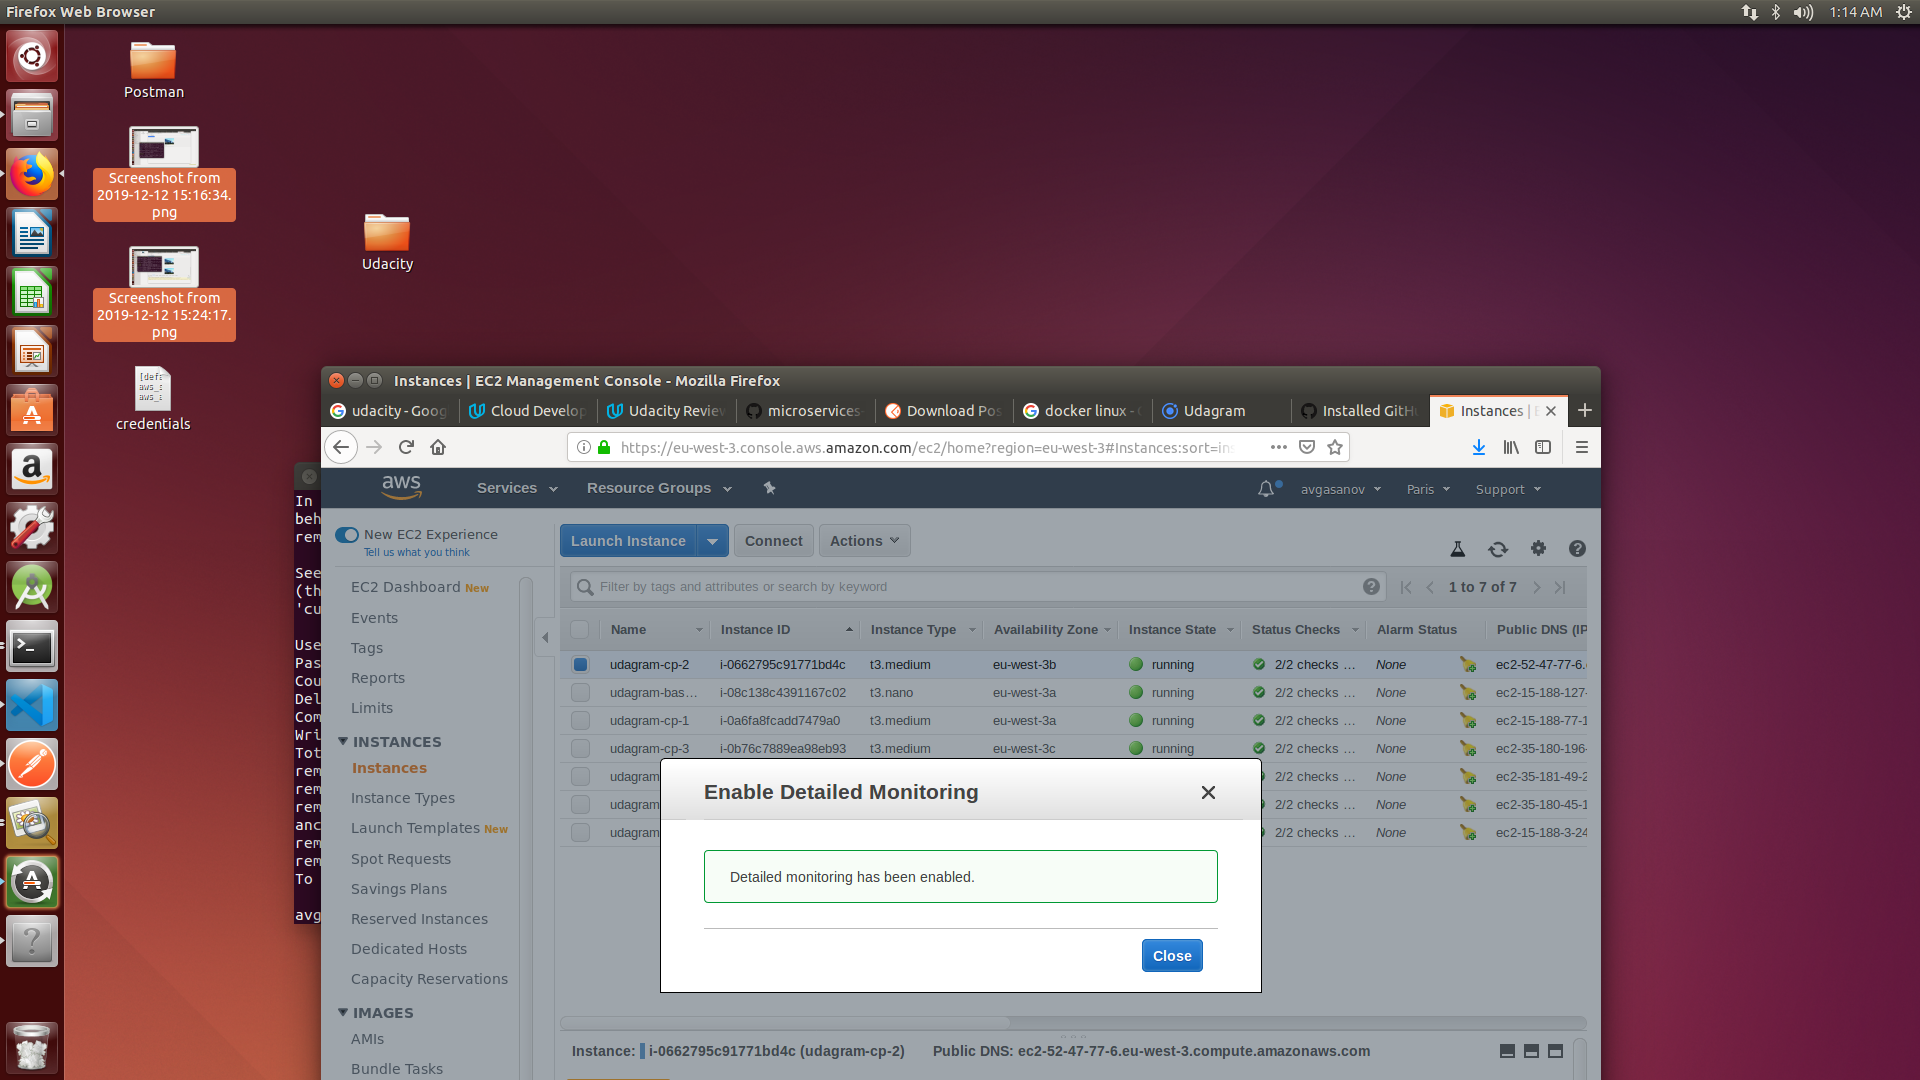 Firefox Web Browser
1:14 AM
Postman
Screenshot from
2019-12-12 15:16:34.
png
Screenshot from
2019-12-12 15:24:17.
png
Udacity
[def:
aws_:
aws_:
credentials
In
beh
rem
See
(th
'cu
Use
Pas
Cou
Del
Com
Wri
Tot
rem
rem
rem
anc
rem
rem
To
avg
Instances | EC2 Management Console - Mozilla Firefox
udacity - Goog
Cloud Develop
Udacity Review
microservices-
Download Pos
docker linux -
Udagram
Installed GitHu
Instances | E
https://eu-west-3.console.aws.amazon.com/ec2/home?region=eu-west-3#Instances:sort=ins
aws
Services
Resource Groups
avgasanov
Paris
Support
New EC2 Experience
Tell us what you think
EC2 Dashboard New
Events
Tags
Reports
Limits
INSTANCES
Instances
Instance Types
Launch Templates New
Spot Requests
Savings Plans
Reserved Instances
Dedicated Hosts
Capacity Reservations
IMAGES
AMIs
Bundle Tasks
Launch Instance
Connect
Actions
Filter by tags and attributes or search by keyword
1 to 7 of 7
Name Instance ID Instance Type Availability Zone Instance State Status Checks Alarm Status Public DNS (IP
udagram-cp-2 i-0662795c91771bd4c t3.medium eu-west-3b running 2/2 checks ... None ec2-52-47-77-6.
udagram-bas... i-08c138c4391167c02 t3.nano eu-west-3a running 2/2 checks ... None ec2-15-188-127-
udagram-cp-1 i-0a6fa8fcadd7479a0 t3.medium eu-west-3a running 2/2 checks ... None ec2-15-188-77-1
udagram-cp-3 i-0b76c7889ea98eb93 t3.medium eu-west-3c running 2/2 checks ... None ec2-35-180-196-
udagram 2/2 checks ... None ec2-35-181-49-2
udagram 2/2 checks ... None ec2-35-180-45-1
udagram 2/2 checks ... None ec2-15-188-3-24
Enable Detailed Monitoring
Detailed monitoring has been enabled.
Close
Instance: i-0662795c91771bd4c (udagram-cp-2) Public DNS: ec2-52-47-77-6.eu-west-3.compute.amazonaws.com